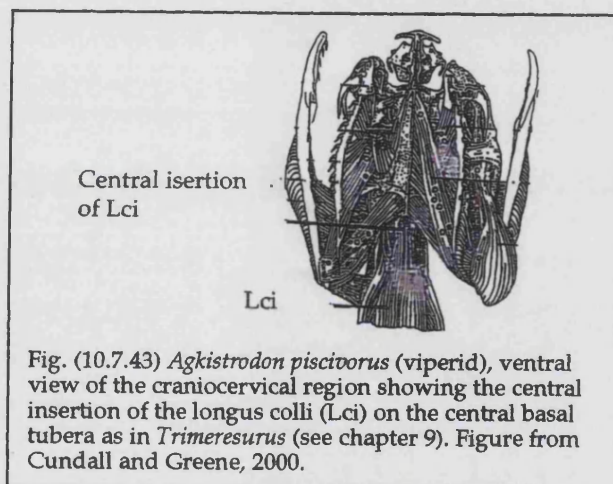 Central isertion
of Lci
Lci
Fig. (10.7.43) Agkistrodon piscivorus (viperid), ventral
view of the craniocervical region showing the central
insertion of the longus colli (Lci) on the central basal
tubera as in Trimeresurus (see chapter 9). Figure from
Cundall and Greene, 2000.